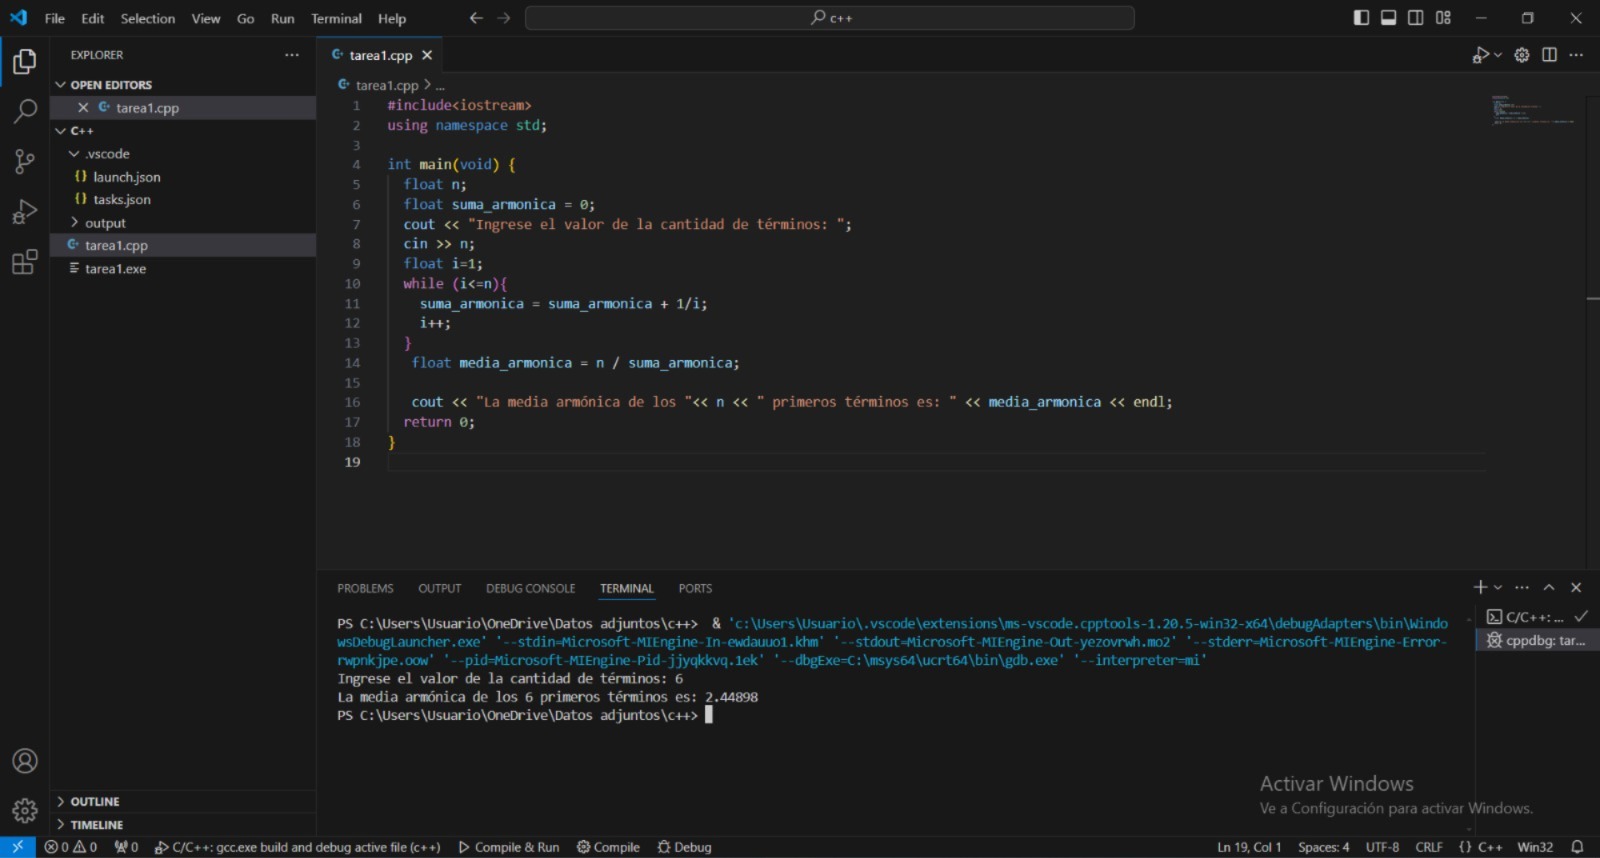 File Edit Selection View Go Run Terminal Help
c++
EXPLORER
OPEN EDITORS
tarea1.cpp
C++
.vscode
launch.json
tasks.json
output
tarea1.cpp
tarea1.exe
OUTLINE
TIMELINE
tarea1.cpp
tarea1.cpp > ...
1 #include<iostream>
2 using namespace std;
3
4 int main(void) {
5 float n;
6 float suma_armonica = 0;
7 cout << "Ingrese el valor de la cantidad de términos: ";
8 cin >> n;
9 float i=1;
10 while (i<=n){
11 suma_armonica = suma_armonica + 1/i;
12 i++;
13 }
14 float media_armonica = n / suma_armonica;
15
16 cout << "La media armónica de los "<< n << " primeros términos es: " << media_armonica << endl;
17 return 0;
18 }
19
PROBLEMS OUTPUT DEBUG CONSOLE TERMINAL PORTS
PS C:\Users\Usuario\OneDrive\Datos adjuntos\c++> & 'c:\Users\Usuario\.vscode\extensions\ms-vscode.cpptools-1.20.5-win32-x64\debugAdapters\bin\Windo
wsDebugLauncher.exe' '--stdin=Microsoft-MIEngine-In-ewdauuo1.khm' '--stdout=Microsoft-MIEngine-Out-yezovrwh.mo2' '--stderr=Microsoft-MIEngine-Error-
rwpnkjpe.oow' '--pid=Microsoft-MIEngine-Pid-jjyqkkvq.1ek' '--dbgExe=C:\msys64\ucrt64\bin\gdb.exe' '--interpreter=mi'
Ingrese el valor de la cantidad de términos: 6
La media armónica de los 6 primeros términos es: 2.44898
PS C:\Users\Usuario\OneDrive\Datos adjuntos\c++>
C/C++: ...
cppdbg: tar...
Activar Windows
Ve a Configuración para activar Windows.
0 0 0 C/C++: gcc.exe build and debug active file (c++) Compile & Run Compile Debug Ln 19, Col 1 Spaces: 4 UTF-8 CRLF {} C++ Win32